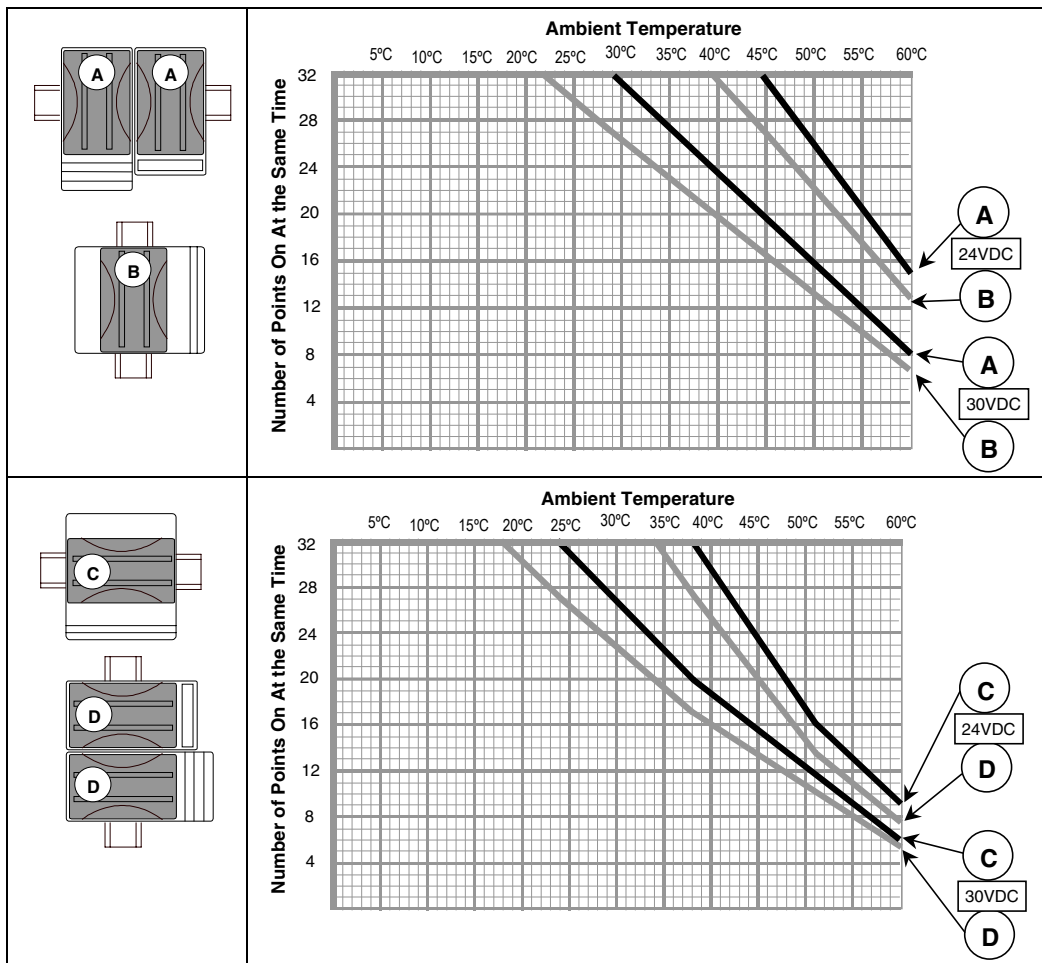 Ambient Temperature
5ºC 10ºC 15ºC 20ºC 25ºC 30ºC 35ºC 40ºC 45ºC 50ºC 55ºC 60ºC
Number of Points On At the Same Time
32
28
24
20
16
12
8
4
A A
B
A
24VDC
B
A
30VDC
B
Ambient Temperature
5ºC 10ºC 15ºC 20ºC 25ºC 30ºC 35ºC 40ºC 45ºC 50ºC 55ºC 60ºC
Number of Points On At the Same Time
32
28
24
20
16
12
8
4
C
D
D
C
24VDC
D
C
30VDC
D